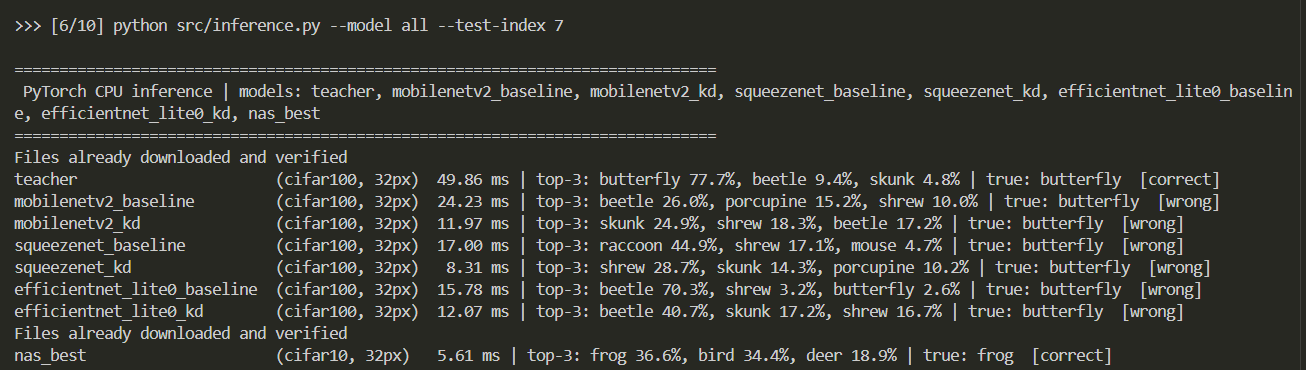 >>> [6/10] python src/inference.py --model all --test-index 7
==============================================================================
PyTorch CPU inference | models: teacher, mobilenetv2_baseline, mobilenetv2_kd, squeezenet_baseline, squeezenet_kd, efficientnet_lite0_baselin
e, efficientnet_lite0_kd, nas_best
==============================================================================
Files already downloaded and verified
teacher                      (cifar100, 32px)  49.86 ms | top-3: butterfly 77.7%, beetle 9.4%, skunk 4.8% | true: butterfly  [correct]
mobilenetv2_baseline         (cifar100, 32px)  24.23 ms | top-3: beetle 26.0%, porcupine 15.2%, shrew 10.0% | true: butterfly  [wrong]
mobilenetv2_kd               (cifar100, 32px)  11.97 ms | top-3: skunk 24.9%, shrew 18.3%, beetle 17.2% | true: butterfly  [wrong]
squeezenet_baseline          (cifar100, 32px)  17.00 ms | top-3: raccoon 44.9%, shrew 17.1%, mouse 4.7% | true: butterfly  [wrong]
squeezenet_kd                (cifar100, 32px)   8.31 ms | top-3: shrew 28.7%, skunk 14.3%, porcupine 10.2% | true: butterfly  [wrong]
efficientnet_lite0_baseline  (cifar100, 32px)  15.78 ms | top-3: beetle 70.3%, shrew 3.2%, butterfly 2.6% | true: butterfly  [wrong]
efficientnet_lite0_kd        (cifar100, 32px)  12.07 ms | top-3: beetle 40.7%, skunk 17.2%, shrew 16.7% | true: butterfly  [wrong]
Files already downloaded and verified
nas_best                     (cifar10, 32px)   5.61 ms | top-3: frog 36.6%, bird 34.4%, deer 18.9% | true: frog  [correct]